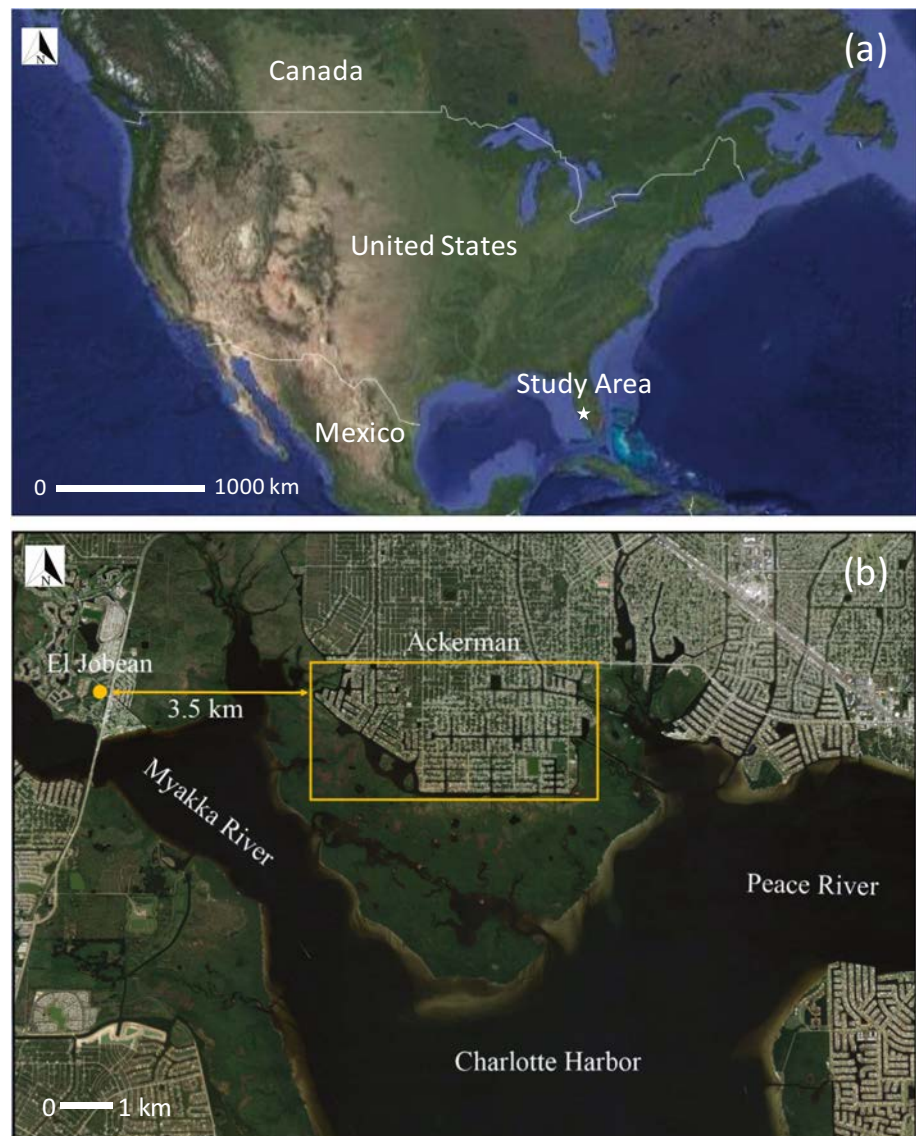 N
(a)
Canada
United States
Study Area
Mexico
0 1000 km
N
(b)
Ackerman
El Jobean
3.5 km
Myakka River
Peace River
Charlotte Harbor
0 1 km